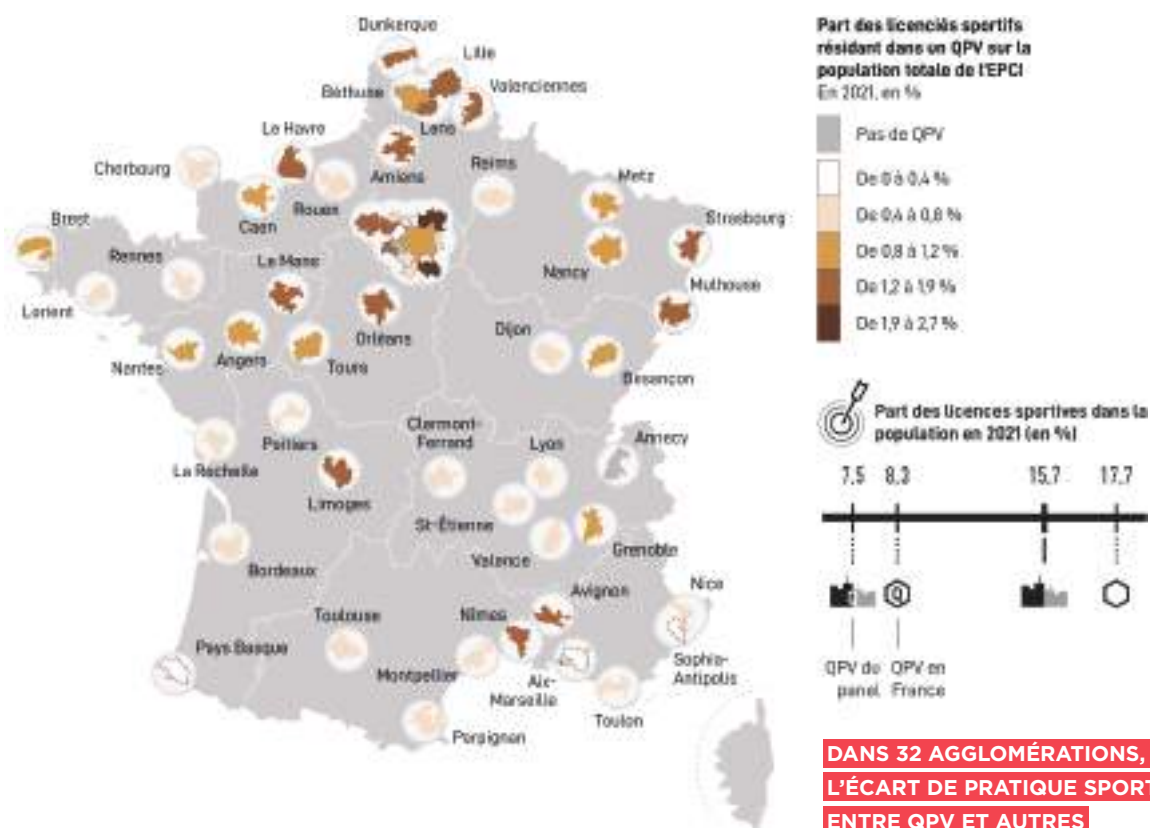 Dunkerque
Lille
Béthune
Valenciennes
Lens
Le Havre
Amiens
Reims
Cherbourg
Rouen
Metz
Caen
Strasbourg
Brest
Rennes
Le Mans
Nancy
Mulhouse
Lorient
Orléans
Dijon
Nantes
Angers
Tours
Besançon
Clermont-
Ferrand
Lyon
Annecy
Poitiers
La Rochelle
Limoges
St-Étienne
Valence
Grenoble
Bordeaux
Avignon
Nice
Toulouse
Nîmes
Pays Basque
Montpellier
Aix-
Marseille
Sophia-
Antipolis
Toulon
Perpignan
Part des licenciés sportifs
résidant dans un QPV sur la
population totale de l'EPCI
En 2021, en %
Pas de QPV
De 0 à 0,4 %
De 0,4 à 0,8 %
De 0,8 à 1,2 %
De 1,2 à 1,9 %
De 1,9 à 2,7 %
Part des licences sportives dans la
population en 2021 (en %)
7,5 8,3 15,7 17,7
Q
QPV du QPV en
panel France
DANS 32 AGGLOMÉRATIONS,
L'ÉCART DE PRATIQUE SPORT
ENTRE QPV ET AUTRES